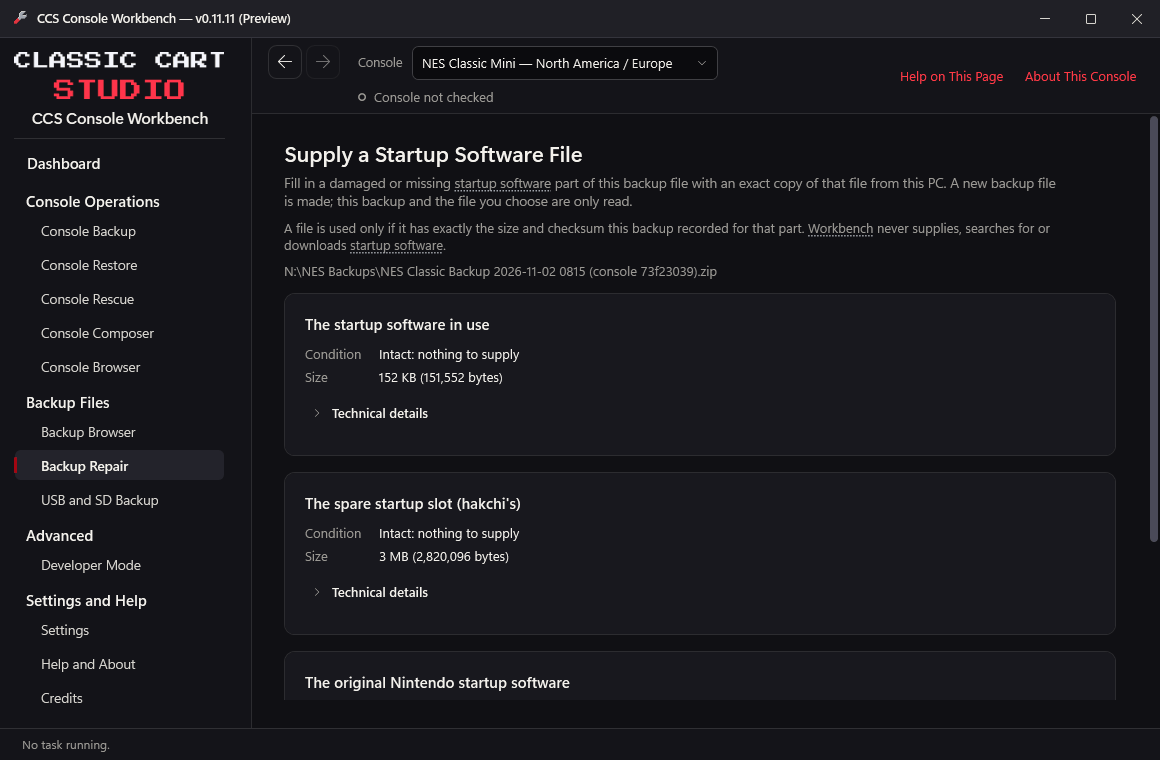 CCS Console Workbench — v0.11.11 (Preview)
CLASSIC CART
STUDIO
CCS Console Workbench
Dashboard
Console Operations
Console Backup
Console Restore
Console Rescue
Console Composer
Console Browser
Backup Files
Backup Browser
Backup Repair
USB and SD Backup
Advanced
Developer Mode
Settings and Help
Settings
Help and About
Credits
Console
NES Classic Mini — North America / Europe
Console not checked
Help on This Page
About This Console
Supply a Startup Software File
Fill in a damaged or missing startup software part of this backup file with an exact copy of that file from this PC. A new backup file
is made; this backup and the file you choose are only read.
A file is used only if it has exactly the size and checksum this backup recorded for that part. Workbench never supplies, searches for or
downloads startup software.
N:\NES Backups\NES Classic Backup 2026-11-02 0815 (console 73f23039).zip
The startup software in use
Condition Intact: nothing to supply
Size 152 KB (151,552 bytes)
Technical details
The spare startup slot (hakchi's)
Condition Intact: nothing to supply
Size 3 MB (2,820,096 bytes)
Technical details
The original Nintendo startup software
No task running.